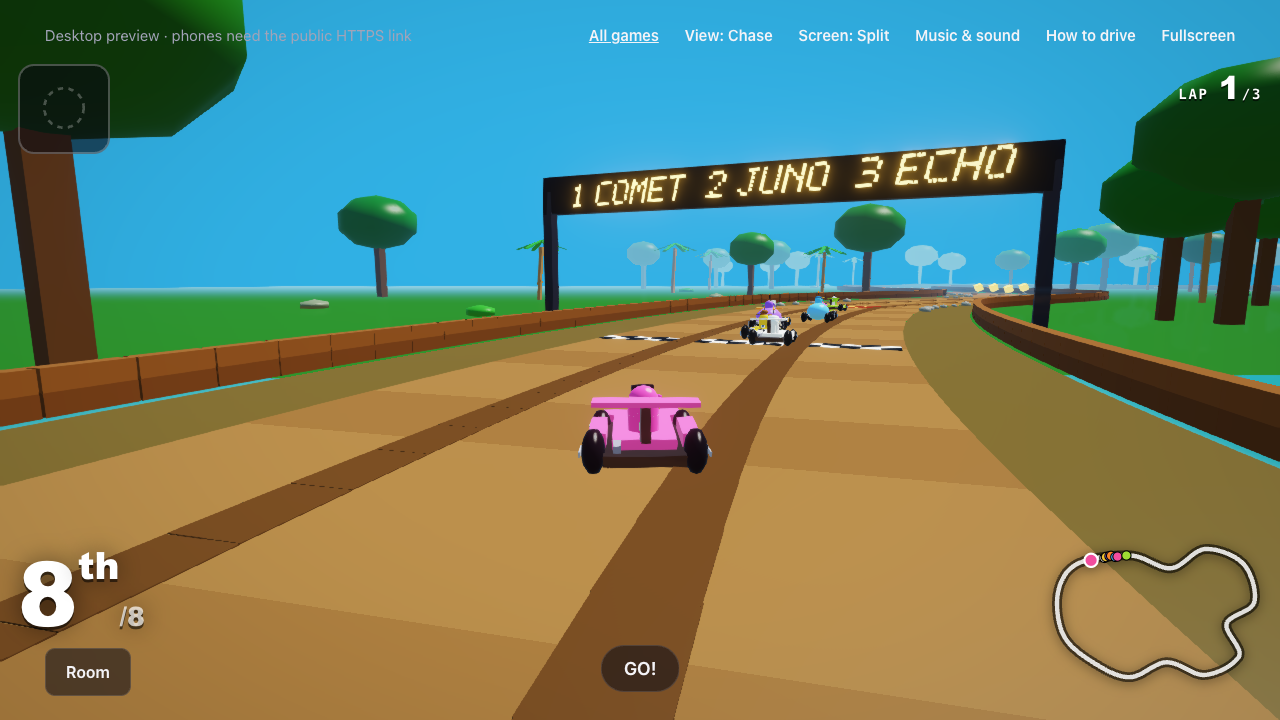 Desktop preview · phones need the public HTTPS link
All games View: Chase Screen: Split Music & sound How to drive Fullscreen
LAP 1/3
1 COMET 2 JUNO 3 ECHO
8th /8
Room
GO!